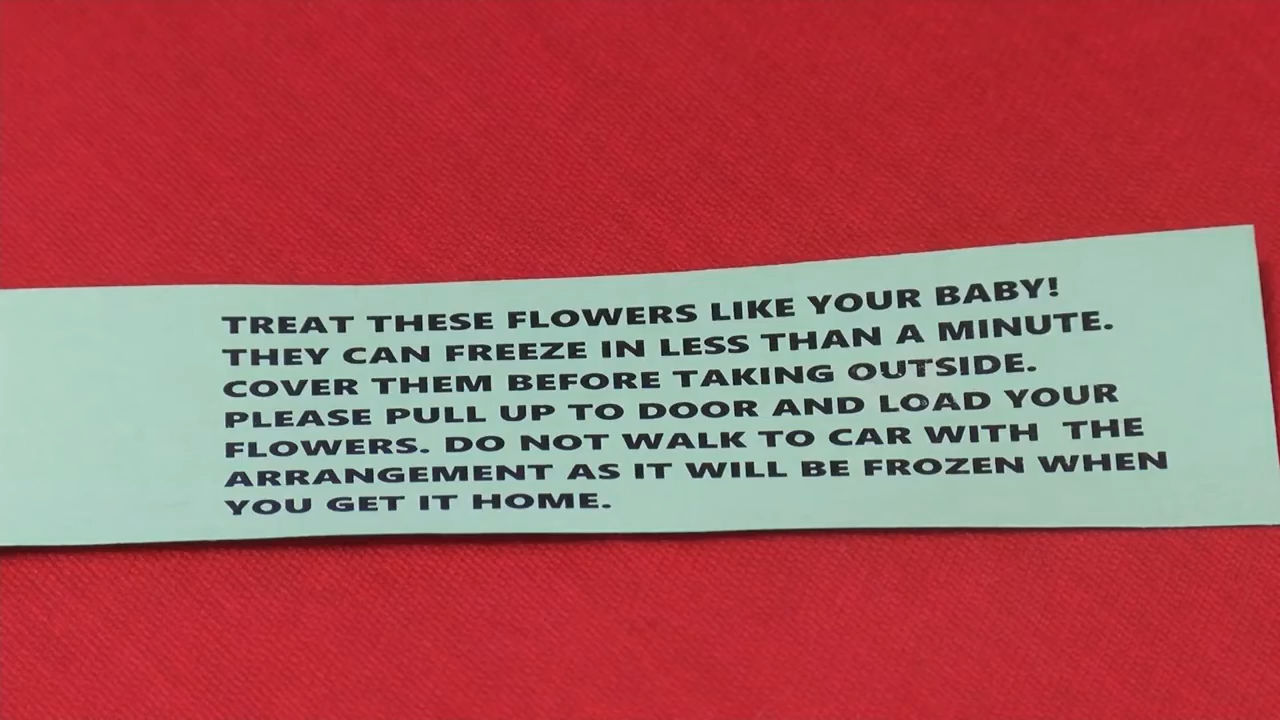 TREAT THESE FLOWERS LIKE YOUR BABY!
THEY CAN FREEZE IN LESS THAN A MINUTE.
COVER THEM BEFORE TAKING OUTSIDE.
PLEASE PULL UP TO DOOR AND LOAD YOUR
FLOWERS. DO NOT WALK TO CAR WITH  THE
ARRANGEMENT AS IT WILL BE FROZEN WHEN
YOU GET IT HOME.